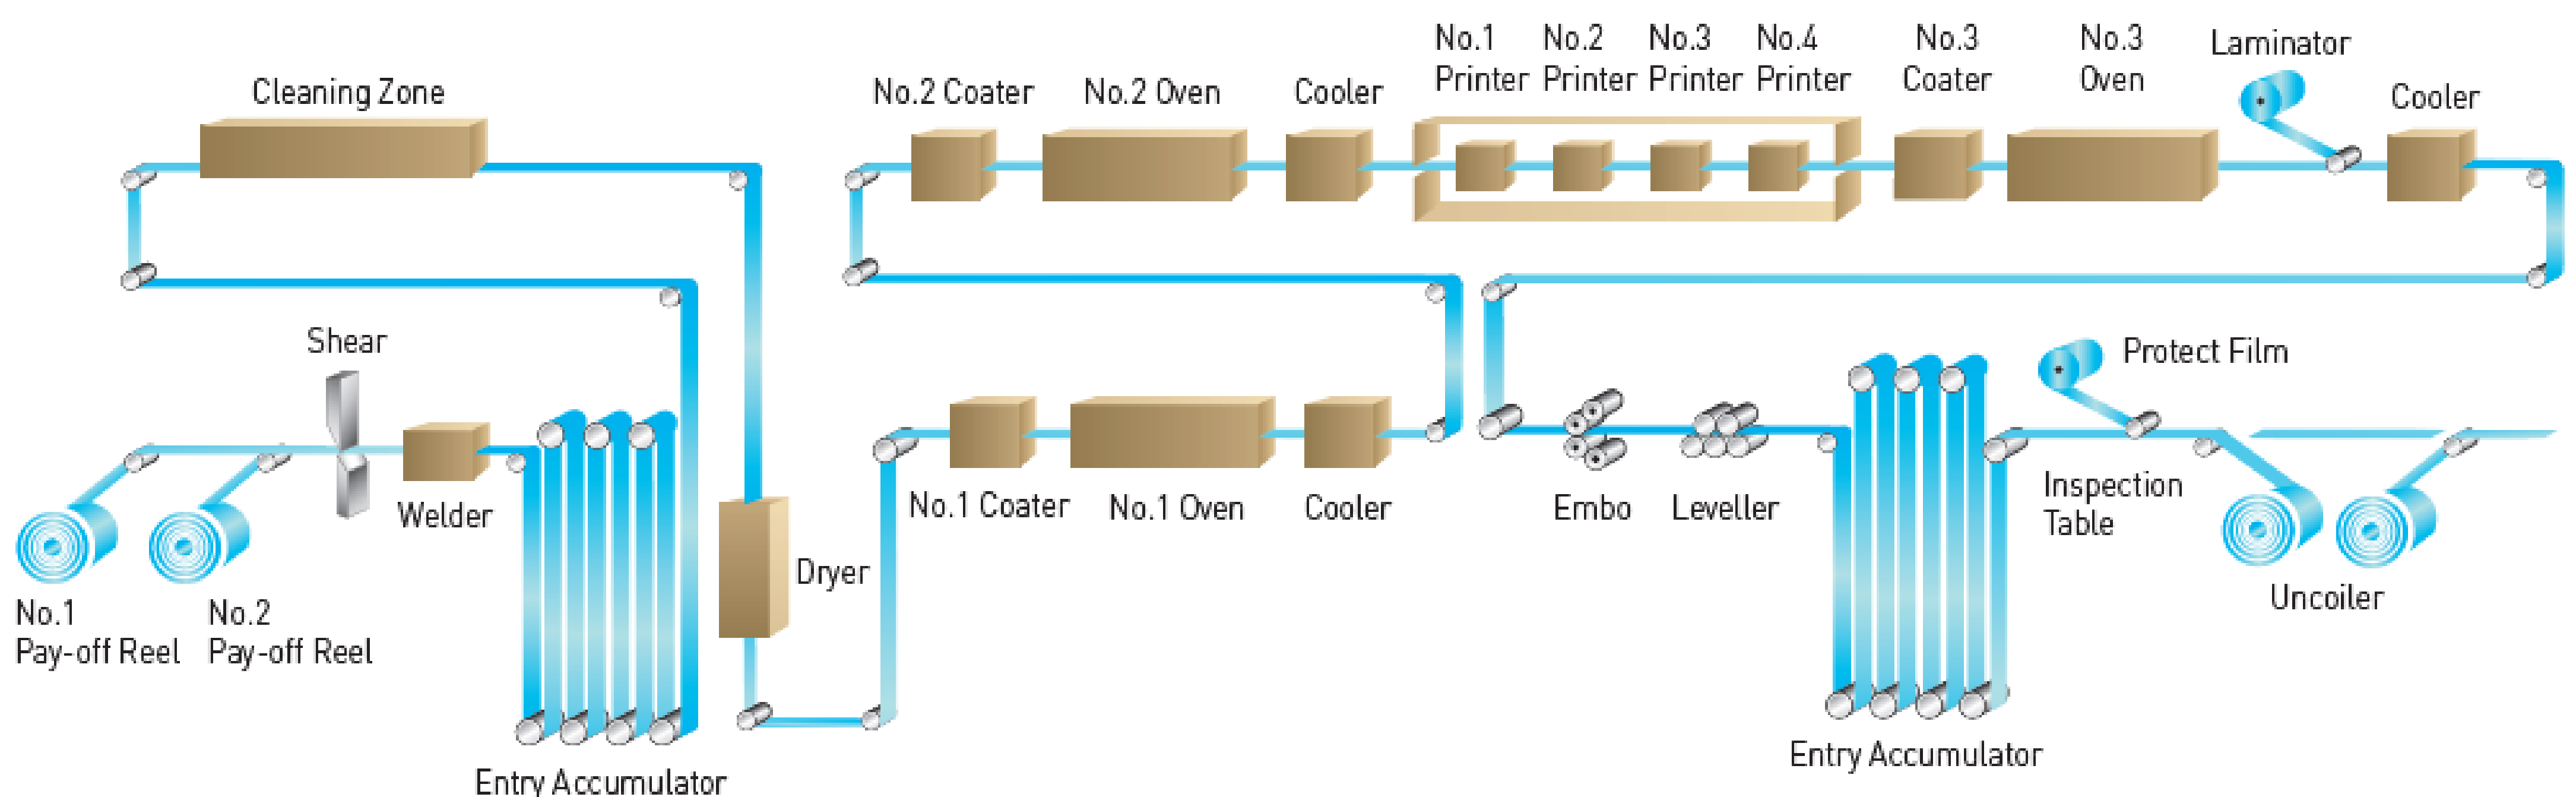 Cleaning Zone
Shear
Welder
No.1
Pay-off Reel
No.2
Pay-off Reel
Entry Accumulator
Dryer
No.2 Coater
No.2 Oven
Cooler
No.1
Printer
No.2
Printer
No.3
Printer
No.4
Printer
No.3
Coater
No.3
Oven
Laminator
Cooler
No.1 Coater
No.1 Oven
Cooler
Embo
Leveller
Entry Accumulator
Protect Film
Inspection
Table
Uncoiler